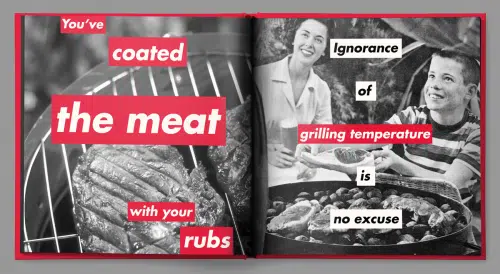 You've
coated
the meat
with your
rubs
Ignorance
of
grilling temperature
is
no excuse